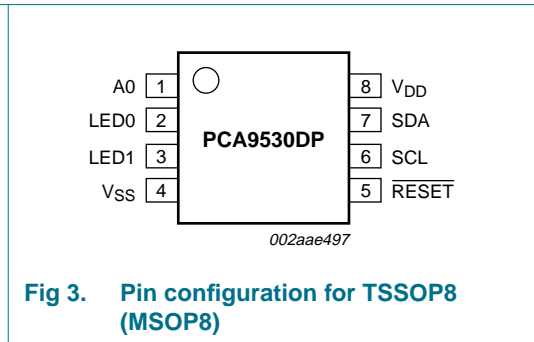 A0 1 8 VDD
LED0 2 7 SDA
PCA9530DP
LED1 3 6 SCL
VSS 4 5 RESET
002aae497
Fig 3. Pin configuration for TSSOP8
(MSOP8)